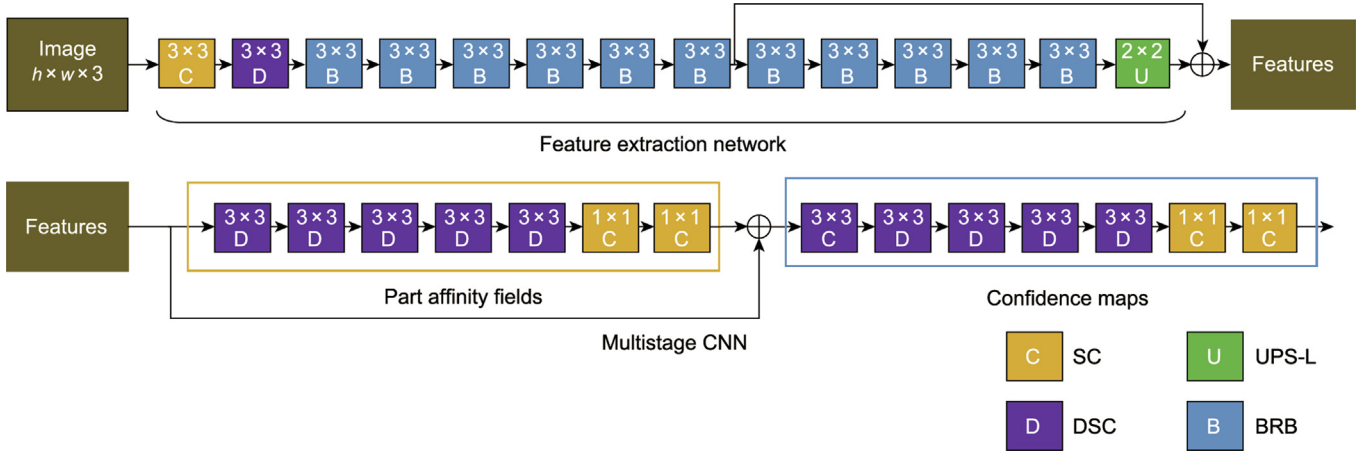 Image
h × w × 3
3 × 3 3 × 3 3 × 3 3 × 3 3 × 3 3 × 3 3 × 3 3 × 3 3 × 3 3 × 3 3 × 3 3 × 3 3 × 3 2 × 2
C D B B B B B B B B B B B U
Features
Feature extraction network
Features
3 × 3 3 × 3 3 × 3 3 × 3 3 × 3 1 × 1 1 × 1
D D D D D C C
3 × 3 3 × 3 3 × 3 3 × 3 3 × 3 1 × 1 1 × 1
C D D D D C C
Part affinity fields
Confidence maps
Multistage CNN
C SC
U UPS-L
D DSC
B BRB